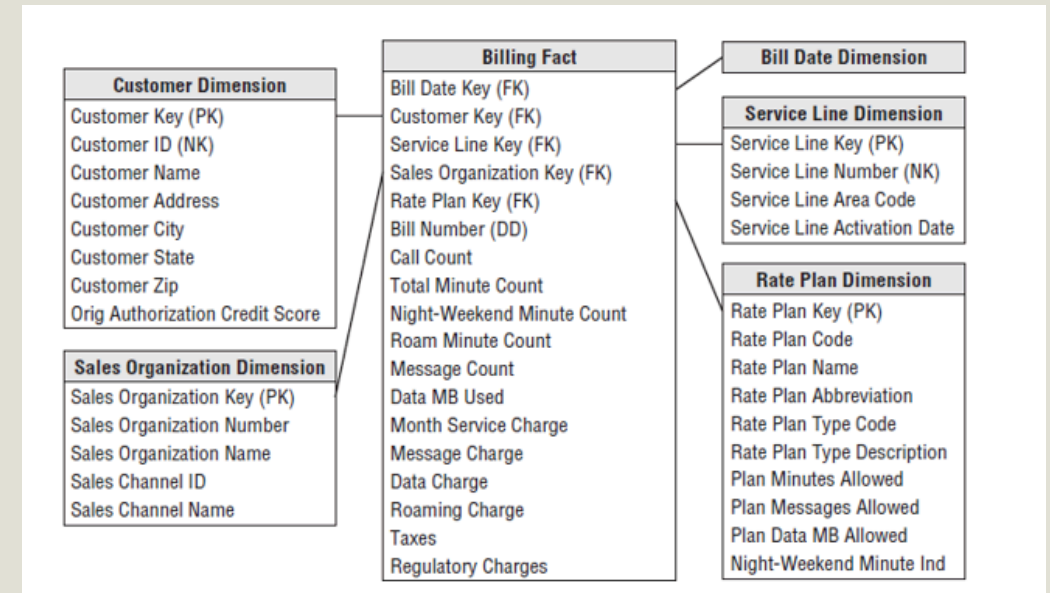 Customer Dimension
Customer Key (PK)
Customer ID (NK)
Customer Name
Customer Address
Customer City
Customer State
Customer Zip
Orig Authorization Credit Score
Sales Organization Dimension
Sales Organization Key (PK)
Sales Organization Number
Sales Organization Name
Sales Channel ID
Sales Channel Name
Billing Fact
Bill Date Key (FK)
Customer Key (FK)
Service Line Key (FK)
Sales Organization Key (FK)
Rate Plan Key (FK)
Bill Number (DD)
Call Count
Total Minute Count
Night-Weekend Minute Count
Roam Minute Count
Message Count
Data MB Used
Month Service Charge
Message Charge
Data Charge
Roaming Charge
Taxes
Regulatory Charges
Bill Date Dimension
Service Line Dimension
Service Line Key (PK)
Service Line Number (NK)
Service Line Area Code
Service Line Activation Date
Rate Plan Dimension
Rate Plan Key (PK)
Rate Plan Code
Rate Plan Name
Rate Plan Abbreviation
Rate Plan Type Code
Rate Plan Type Description
Plan Minutes Allowed
Plan Messages Allowed
Plan Data MB Allowed
Night-Weekend Minute Ind